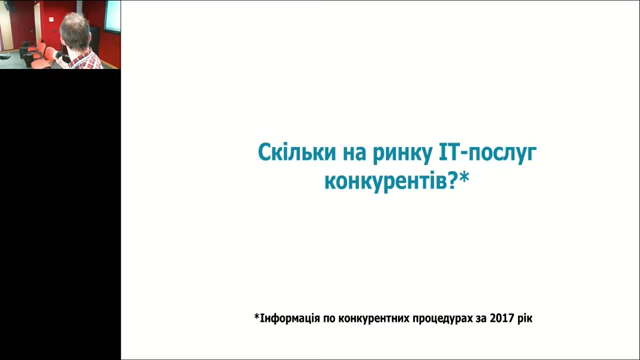 Скільки на ринку ІТ-послуг
конкурентів?*
*Інформація по конкурентних процедурах за 2017 рік